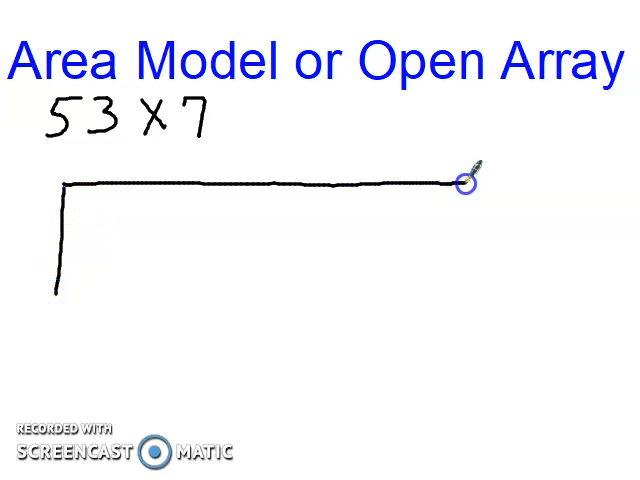 Area Model or Open Array
53 X 7
RECORDED WITH
SCREENCAST MATIC